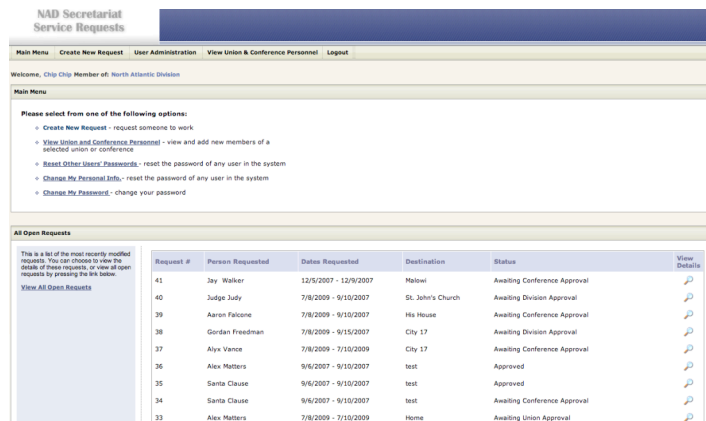 NAD Secretariat
Service Requests
Main Menu Create New Request User Administration View Union & Conference Personnel Logout
Welcome, Chip Chip Member of: North Atlantic Division
Main Menu
Please select from one of the following options:
Create New Request - request someone to work
View Union and Conference Personnel - view and add new members of a
selected union or conference
Reset Other Users' Passwords - reset the password of any user in the system
Change My Personal Info. - reset the password of any user in the system
Change My Password - change your password
All Open Requests
This is a list of the most recently modified
requests. You can choose to view the
details of these requests, or view all open
requests by pressing the link below.
View All Open Requets
Request # Person Requested Dates Requested Destination Status View Details
41 Jay Walker 12/5/2007 - 12/9/2007 Malowi Awaiting Conference Approval
40 Judge Judy 7/8/2009 - 9/10/2007 St. John's Church Awaiting Division Approval
39 Aaron Falcone 7/8/2009 - 9/10/2007 His House Awaiting Conference Approval
38 Gordan Freedman 7/8/2009 - 9/15/2007 City 17 Awaiting Division Approval
37 Alyx Vance 7/8/2009 - 7/10/2009 City 17 Awaiting Conference Approval
36 Alex Matters 9/6/2007 - 9/10/2007 test Approved
35 Santa Clause 9/6/2007 - 9/10/2007 test Approved
34 Santa Clause 9/6/2007 - 9/10/2007 test Awaiting Conference Approval
33 Alex Matters 7/8/2009 - 7/10/2009 Home Awaiting Union Approval